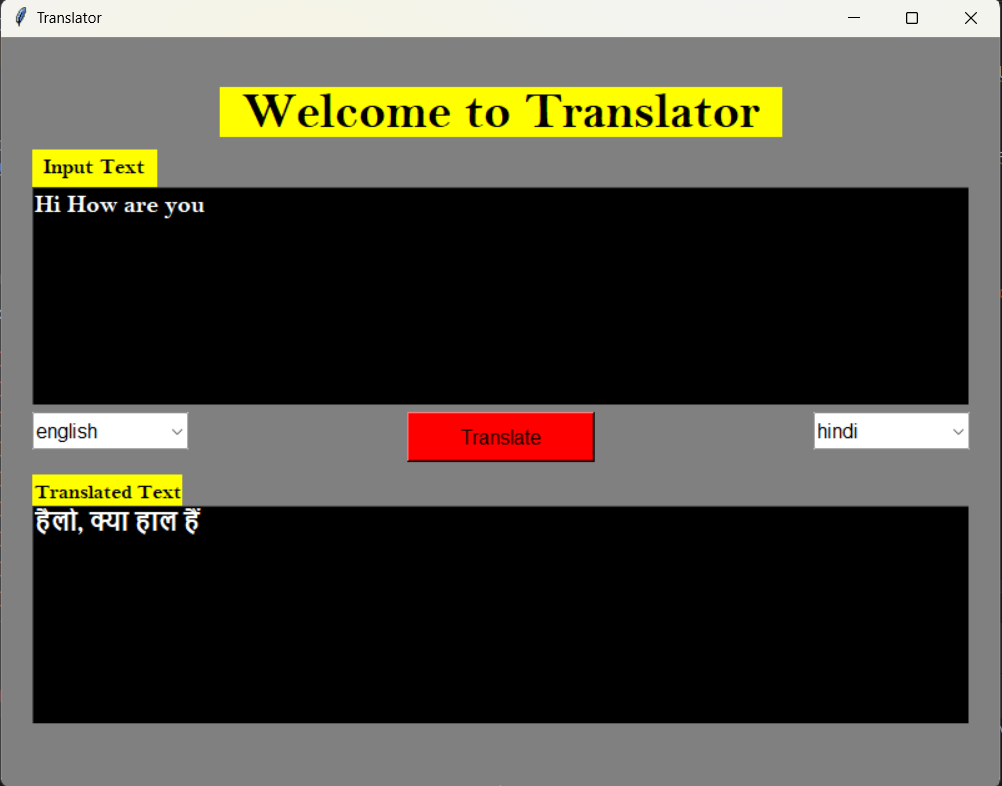 Translator
Welcome to Translator
Input Text
Hi How are you
english
Translate
hindi
Translated Text
हैलो, क्या हाल हैं